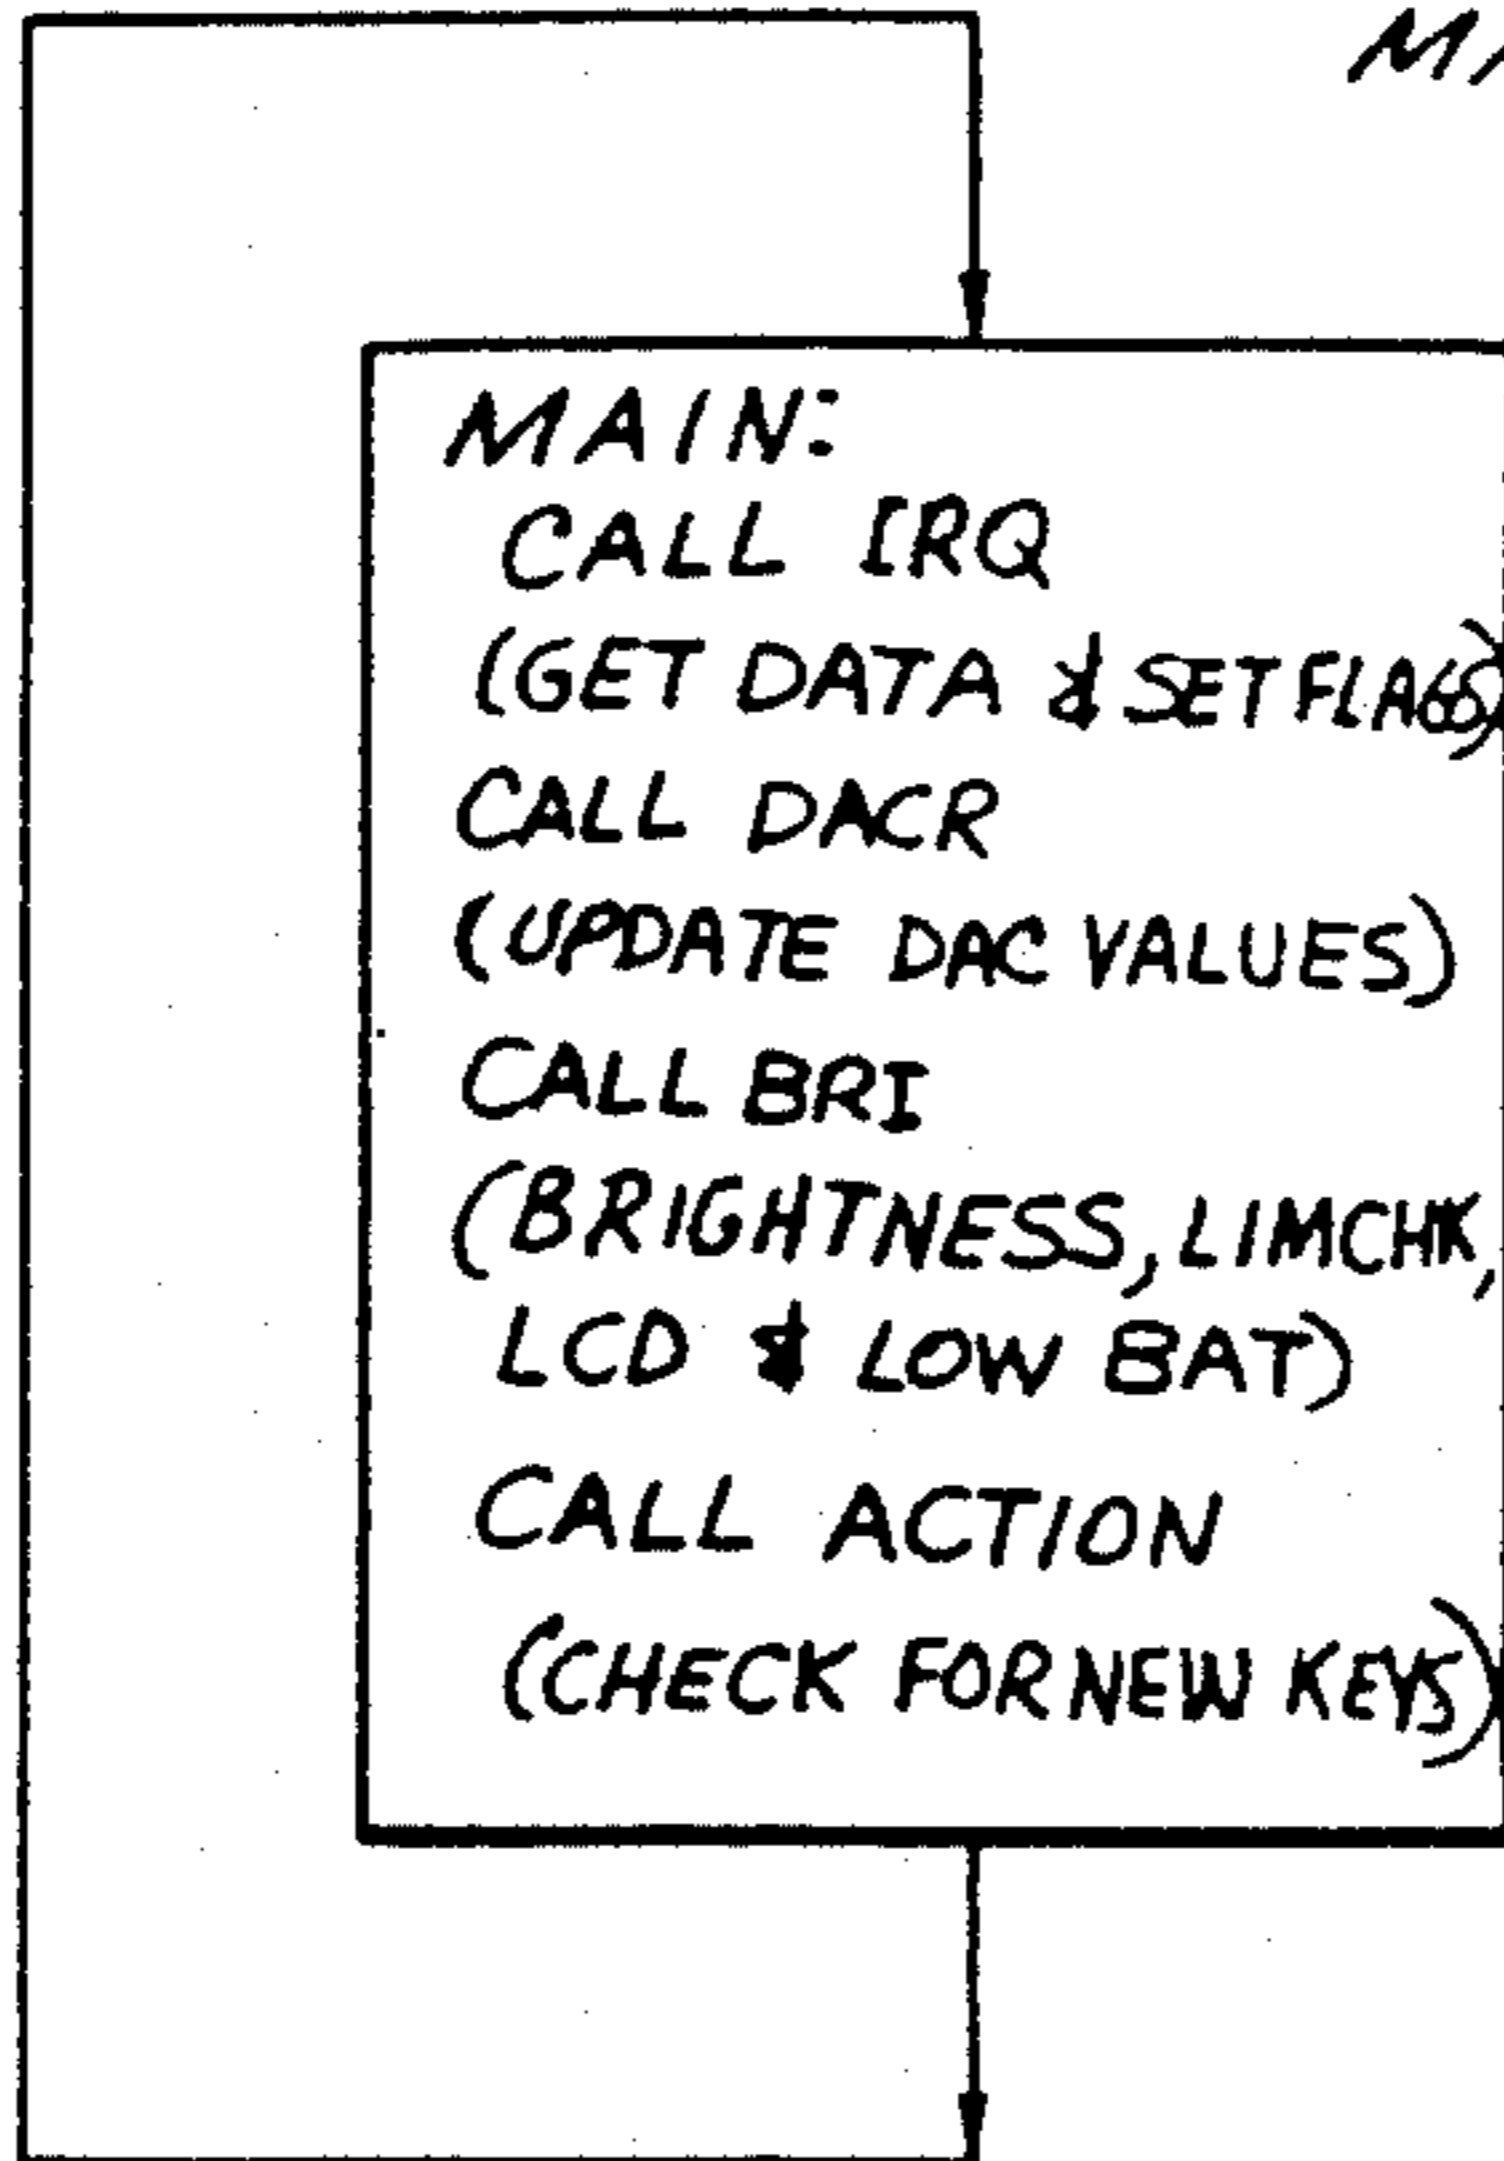 MAIN:
CALL IRQ
(GET DATA & SET FLAGS)
CALL DACR
(UPDATE DAC VALUES)
CALL BRI
(BRIGHTNESS, LIMCHK,
LCD & LOW BAT)
CALL ACTION
(CHECK FOR NEW KEYS)